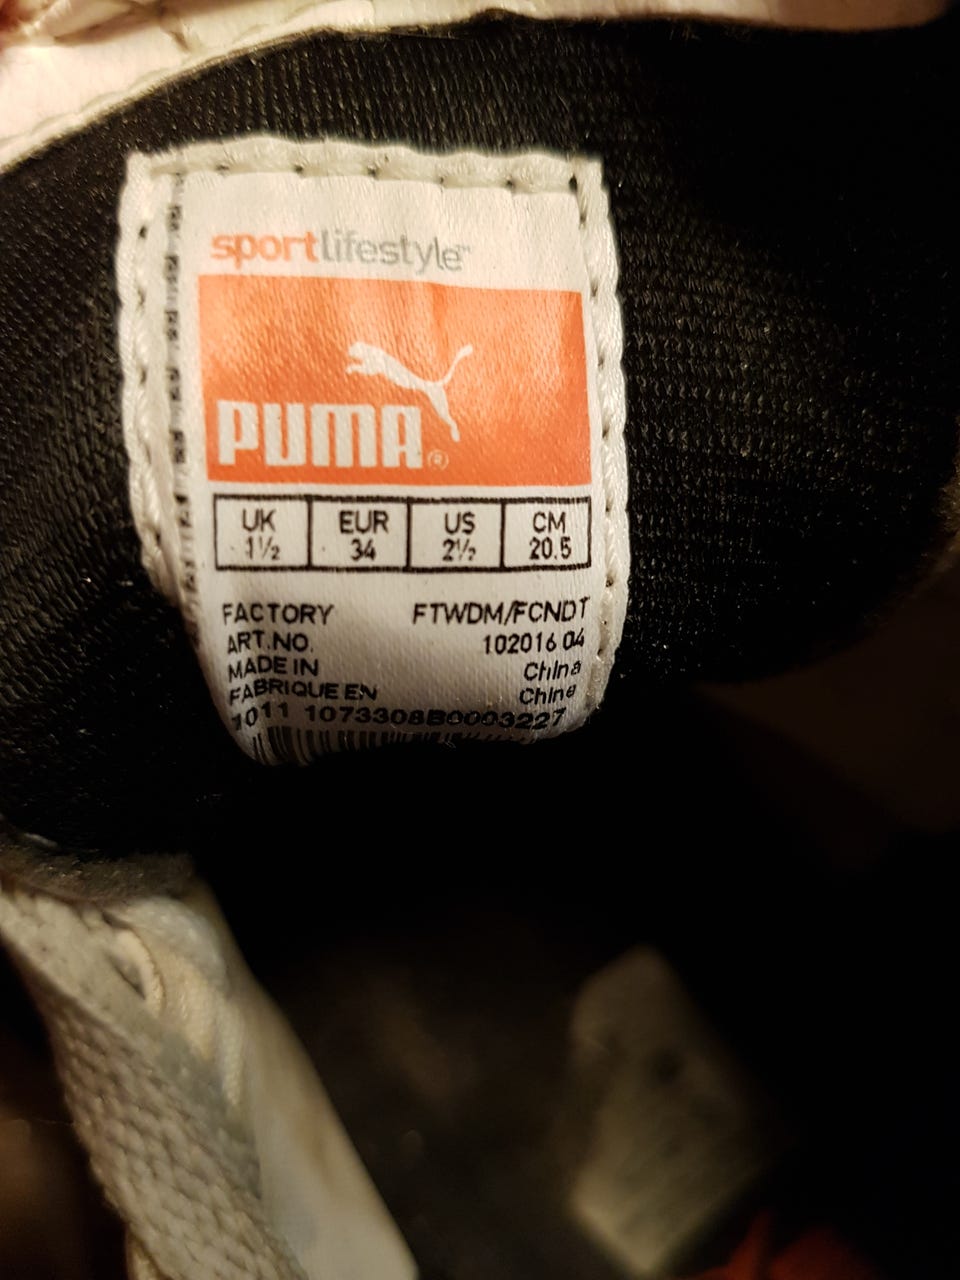 sportlifestyle™
PUMA®
UK EUR US CM
1½ 34 2½ 20.5
FACTORY FTWDM/FCNDT
ART.NO. 102016 04
MADE IN China
FABRIQUE EN Chine
1011 1073308B0003227